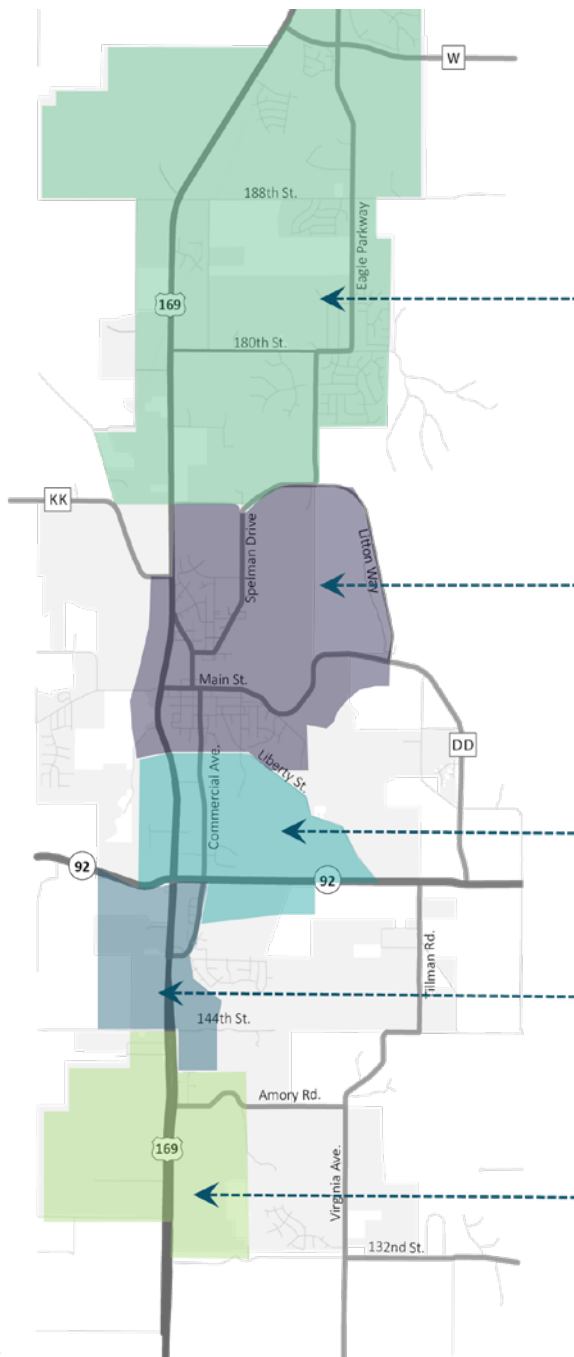 W
188th St.
Eagle Parkway
169
180th St.
KK
Spelman Drive
Litton Way
Main St.
DD
Liberty St.
Commercial Ave.
92
92
Tillman Rd.
144th St.
Amory Rd.
169
Virginia Ave.
132nd St.